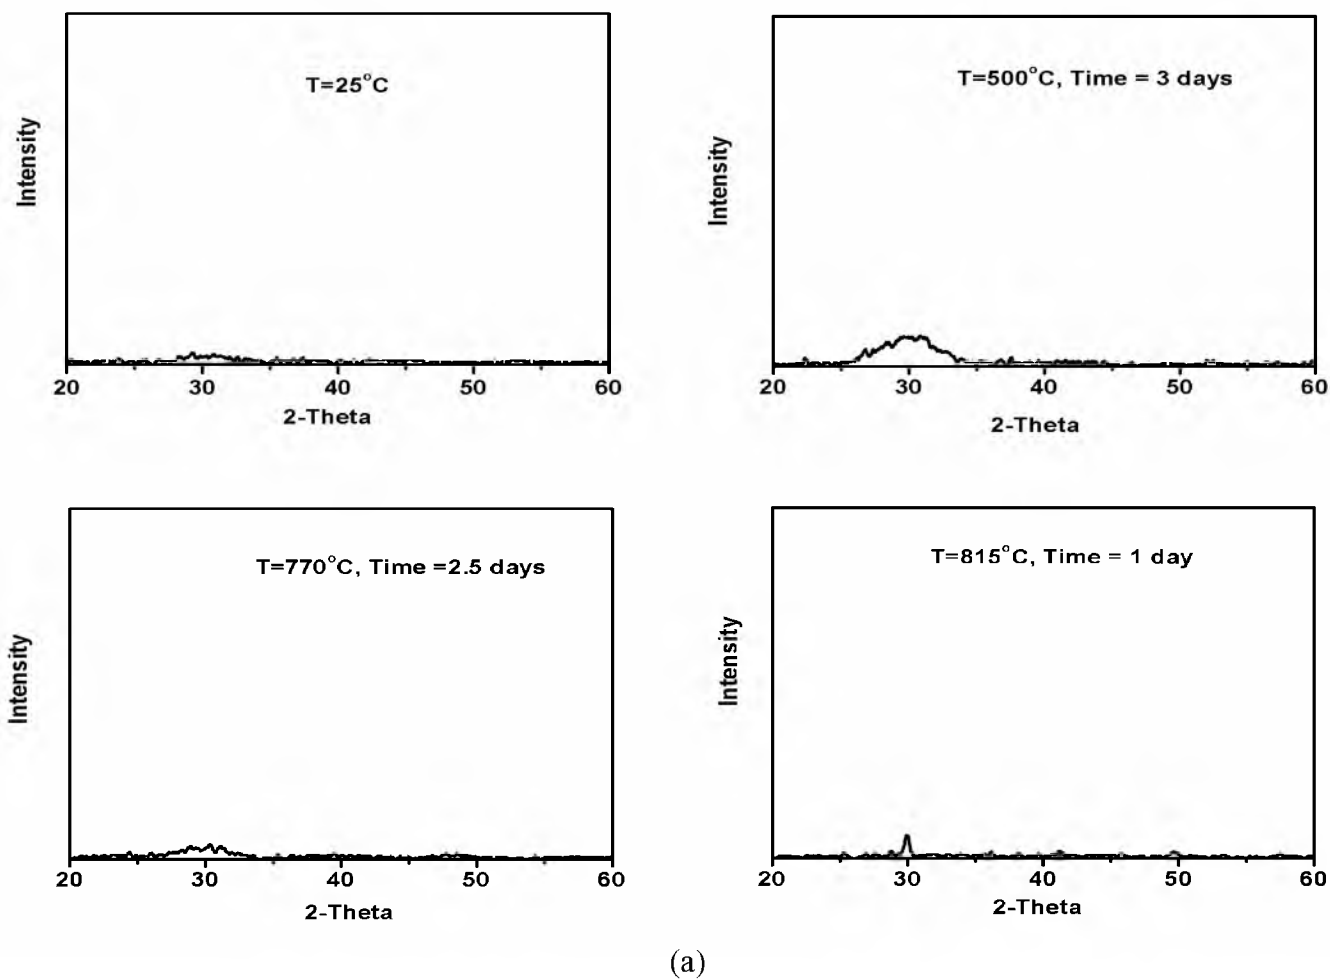 T=25°C
Intensity
20 30 40 50 60
2-Theta
T=500°C, Time = 3 days
Intensity
20 30 40 50 60
2-Theta
T=770°C, Time =2.5 days
Intensity
20 30 40 50 60
2-Theta
T=815°C, Time = 1 day
Intensity
20 30 40 50 60
2-Theta
(a)